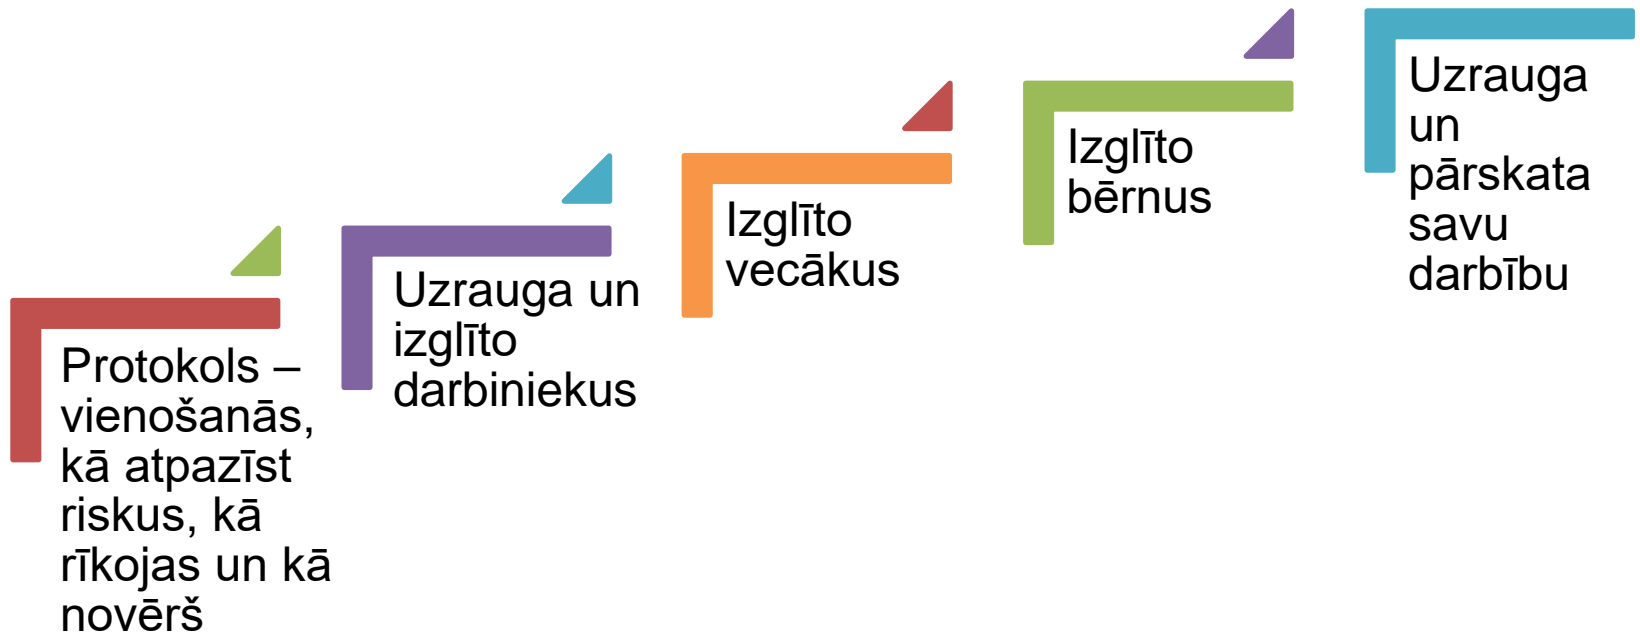 Protokols –
vienošanās,
kā atpazīst
riskus, kā
rīkojas un kā
novērš
Uzrauga un
izglīto
darbiniekus
Izglīto
vecākus
Izglīto
bērnus
Uzrauga
un
pārskata
savu
darbību